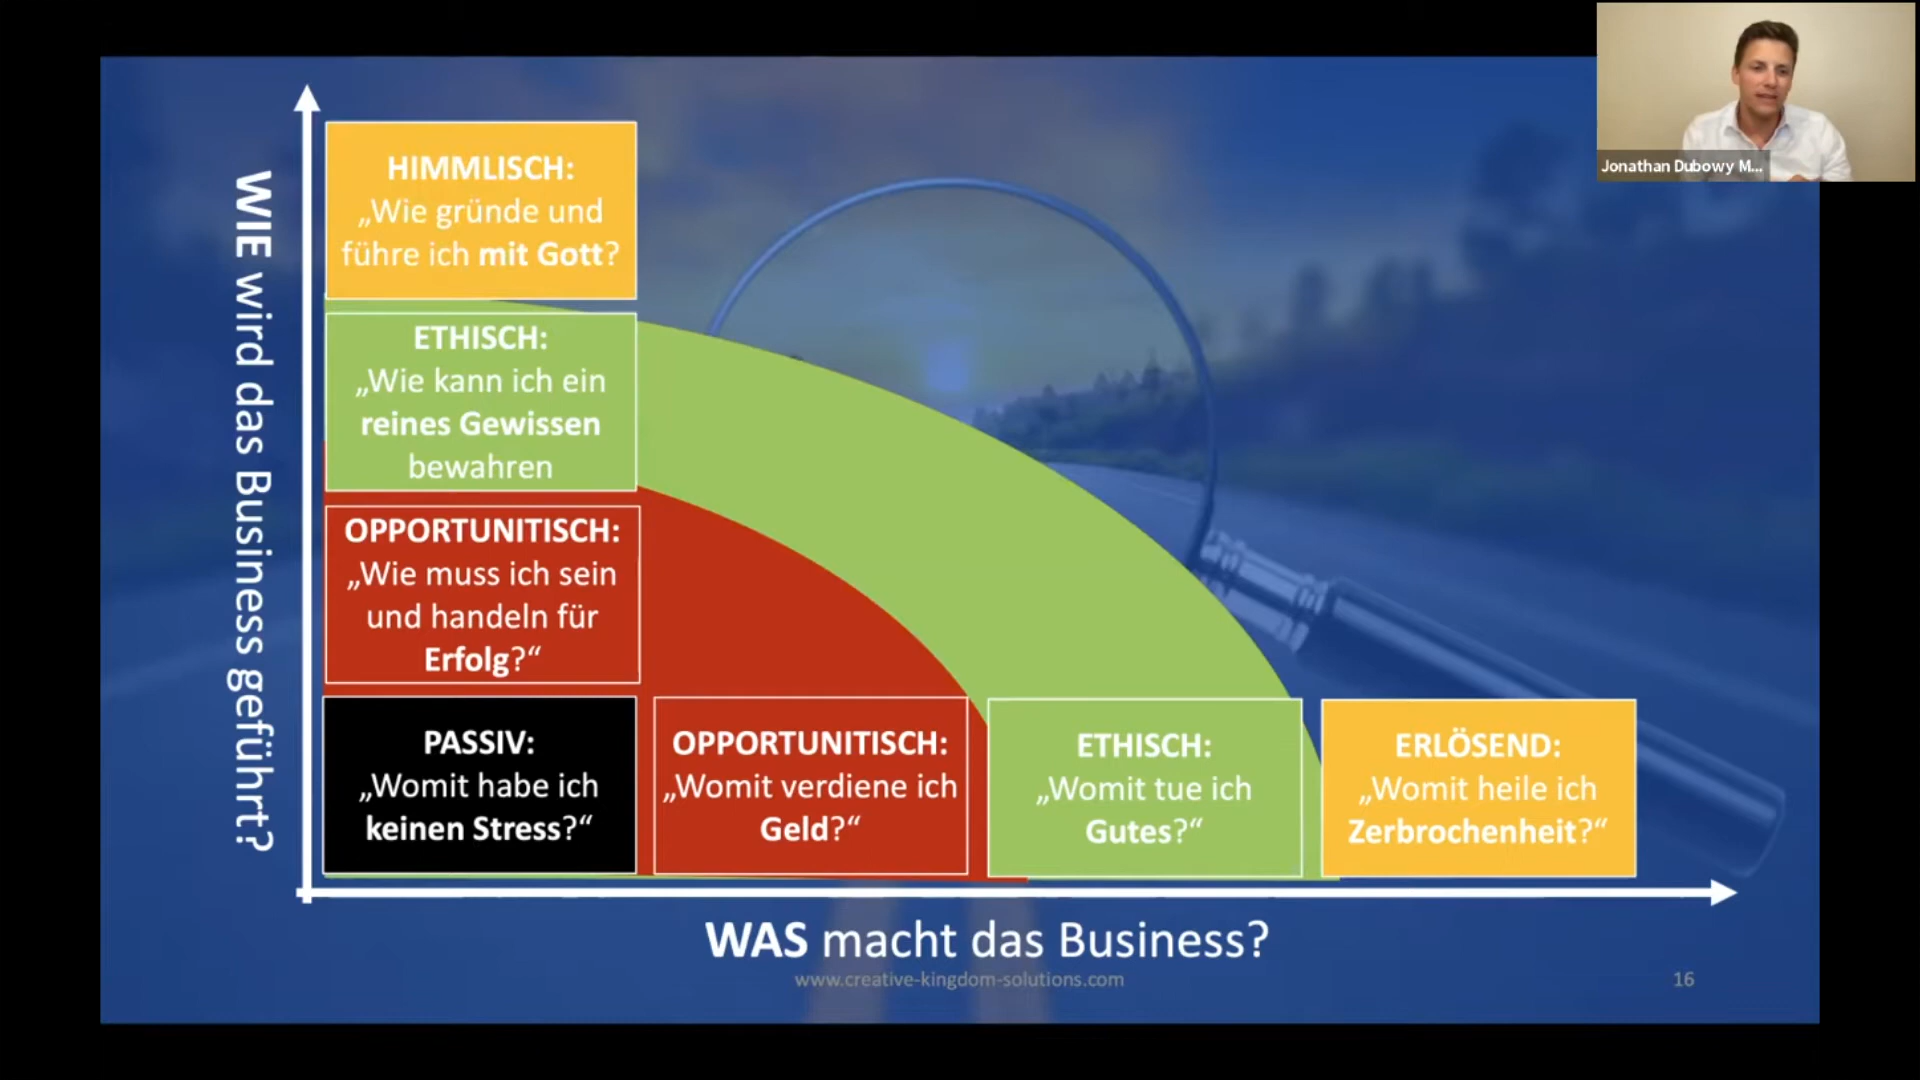 Jonathan Dubowy M...
WIE wird das Business geführt?
HIMMLISCH:
„Wie gründe und
führe ich mit Gott?
ETHISCH:
„Wie kann ich ein
reines Gewissen
bewahren
OPPORTUNITISCH:
„Wie muss ich sein
und handeln für
Erfolg?“
PASSIV:
„Womit habe ich
keinen Stress?“
OPPORTUNITISCH:
„Womit verdiene ich
Geld?“
ETHISCH:
„Womit tue ich
Gutes?“
ERLÖSEND:
„Womit heile ich
Zerbrochenheit?“
WAS macht das Business?
www.creative-kingdom-solutions.com
16